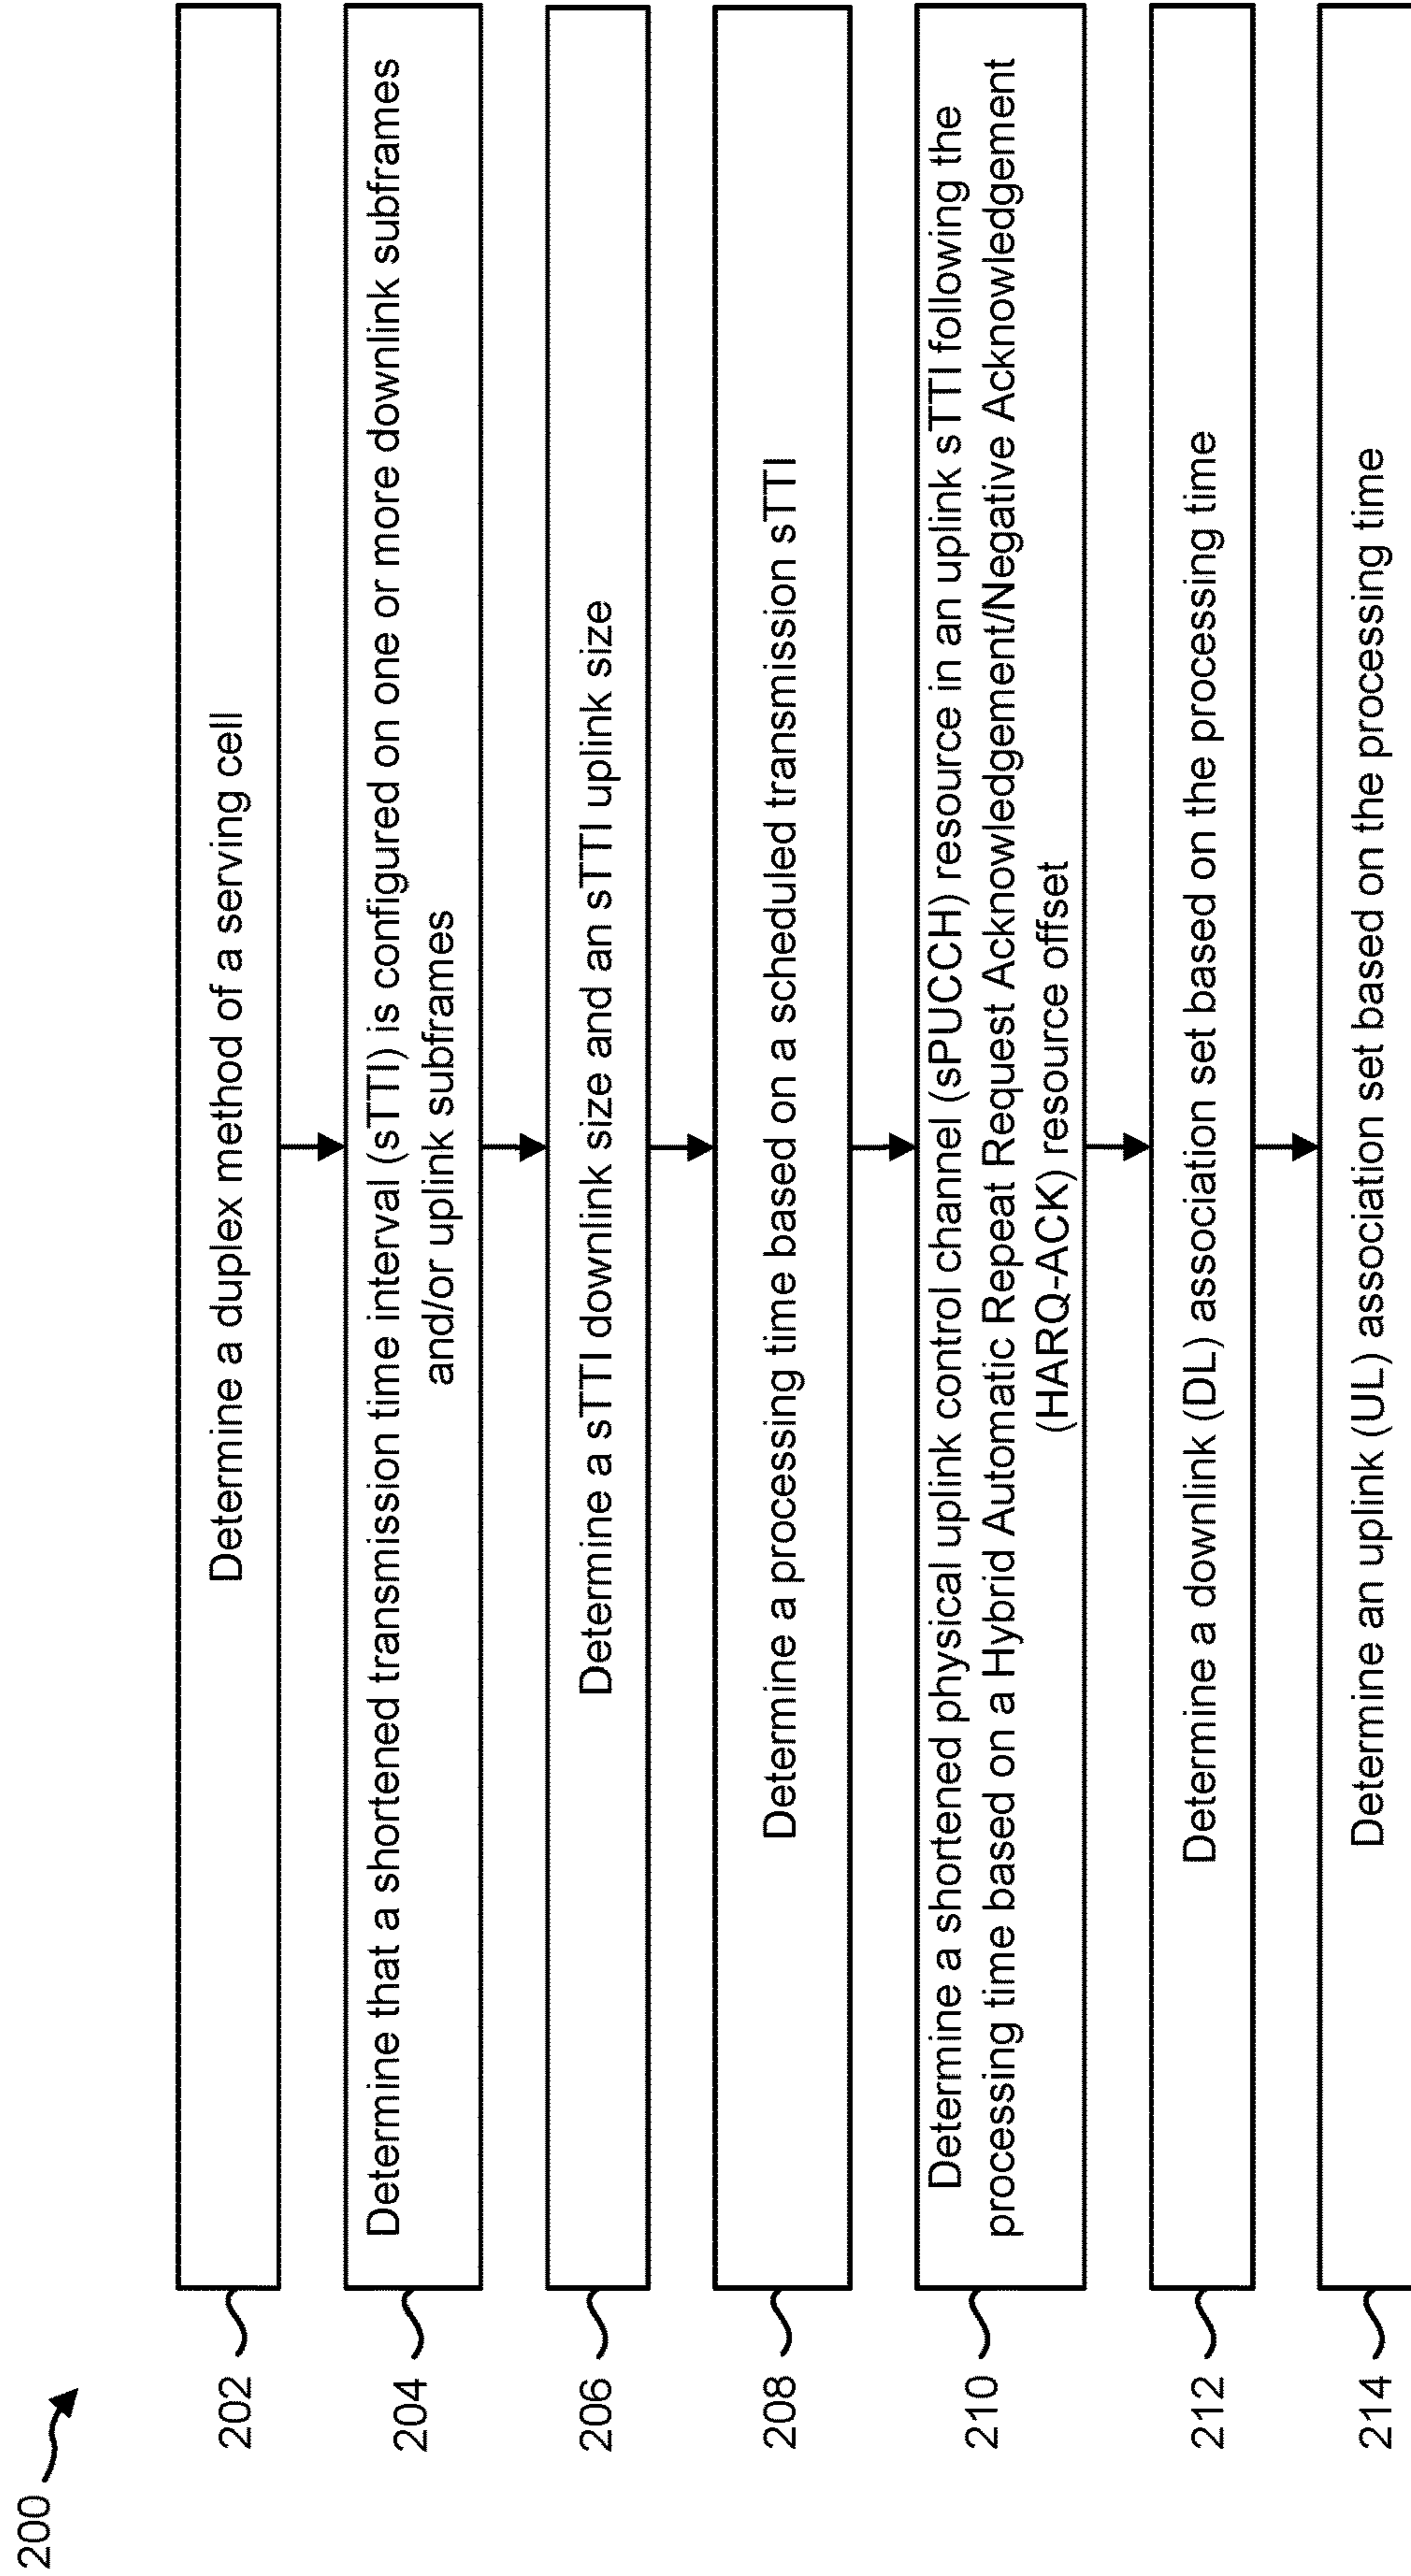 200
202
Determine a duplex method of a serving cell
204
Determine that a shortened transmission time interval (sTTI) is configured on one or more downlink subframes
and/or uplink subframes
206
Determine a sTTI downlink size and an sTTI uplink size
208
Determine a processing time based on a scheduled transmission sTTI
210
Determine a shortened physical uplink control channel (sPUCCH) resource in an uplink sTTI following the
processing time based on a Hybrid Automatic Repeat Request Acknowledgement/Negative Acknowledgement
(HARQ-ACK) resource offset
212
Determine a downlink (DL) association set based on the processing time
214
Determine an uplink (UL) association set based on the processing time